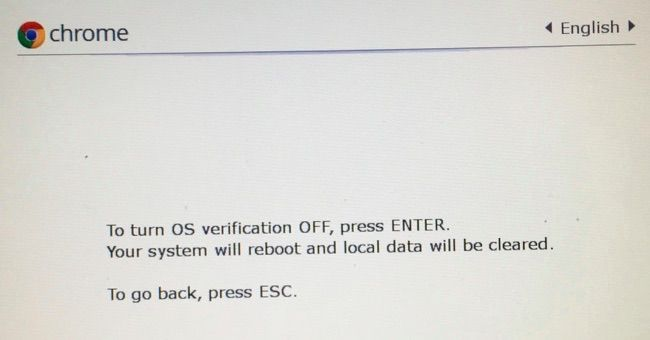 chrome
English
To turn OS verification OFF, press ENTER.
Your system will reboot and local data will be cleared.
To go back, press ESC.